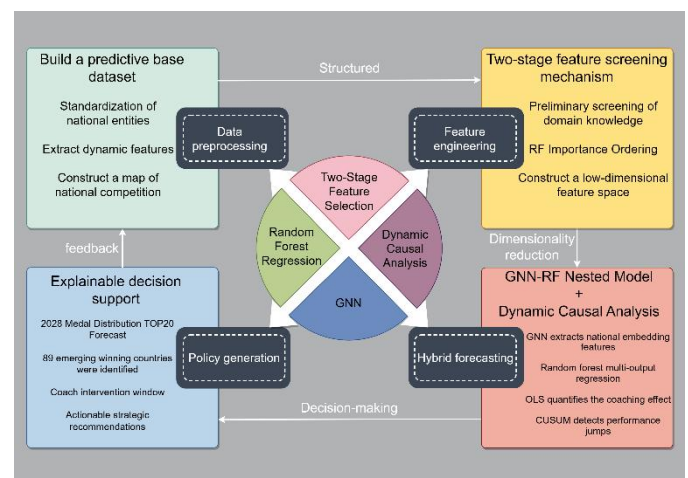 Build a predictive base
dataset
Standardization of
national entities
Extract dynamic features
Construct a map of
national competition
Structured
Two-stage feature screening
mechanism
Preliminary screening of
domain knowledge
RF Importance Ordering
Construct a low-dimensional
feature space
Data
preprocessing
Feature
engineering
Two-Stage
Feature
Selection
Random
Forest
Regression
Dynamic
Causal
Analysis
GNN
feedback
Dimensionality
reduction
Explainable decision
support
2028 Medal Distribution TOP20
Forecast
89 emerging winning countries
were identified
Coach intervention window
Actionable strategic
recommendations
Policy generation
Hybrid forecasting
GNN-RF Nested Model
+
Dynamic Causal Analysis
GNN extracts national embedding
features
Random forest multi-output
regression
OLS quantifies the coaching effect
CUSUM detects performance
jumps
Decision-making